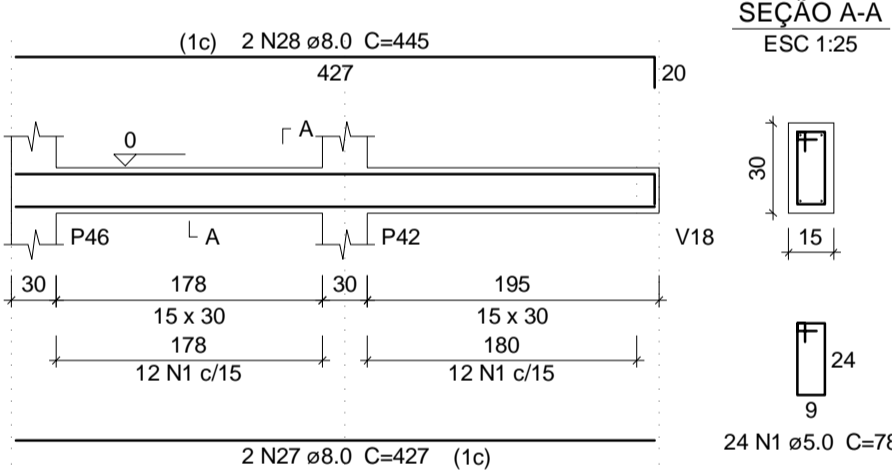 SEÇÃO A-A
ESC 1:25
(1c) 2 N28 ø8.0 C=445
427
20
A
0
30
15
P46
A
P42
V18
30 178 30 195
15 x 30 15 x 30
178 180
12 N1 c/15 12 N1 c/15
24
9
24 N1 ø5.0 C=78
2 N27 ø8.0 C=427 (1c)